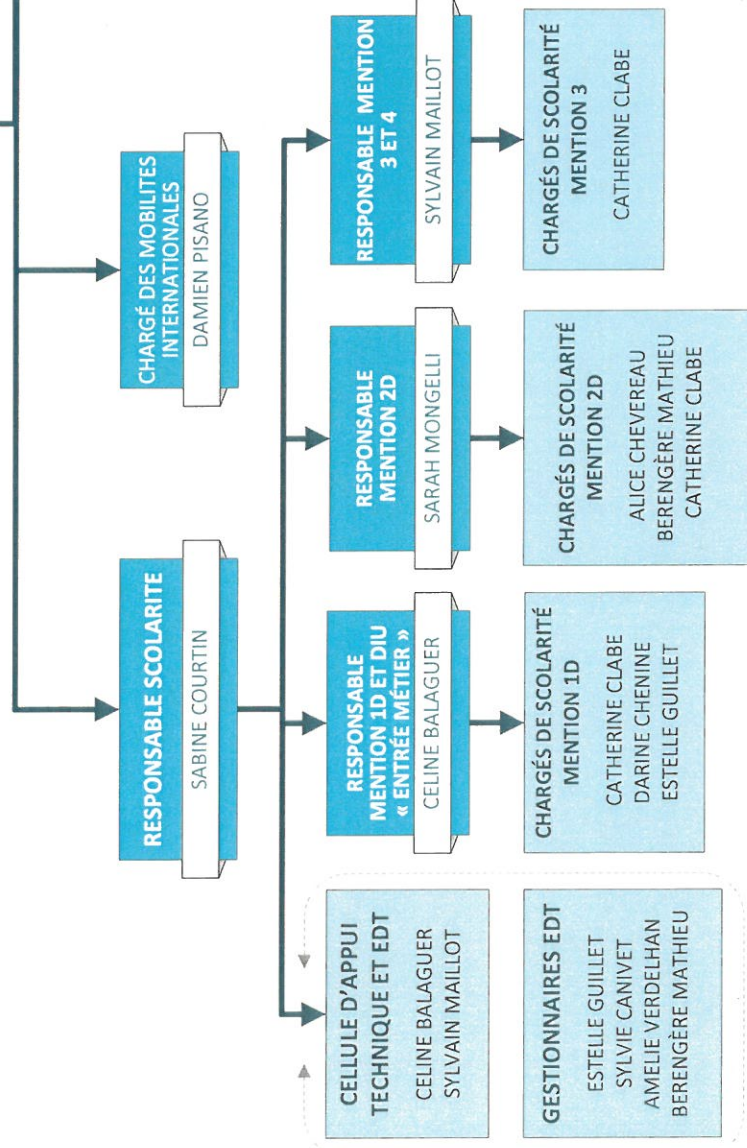 RESPONSABLE SCOLARITE
SABINE COURTIN
CHARGÉ DES MOBILITES
INTERNATIONALES
DAMIEN PISANO
CELLULE D'APPUI
TECHNIQUE ET EDT
CELINE BALAGUER
SYLVAIN MAILLOT
GESTIONNAIRES EDT
ESTELLE GUILLET
SYLVIE CANIVET
AMELIE VERDELHAN
BERENGÈRE MATHIEU
RESPONSABLE
MENTION 1D ET DIU
« ENTRÉE MÉTIER »
CELINE BALAGUER
CHARGÉS DE SCOLARITÉ
MENTION 1D
CATHERINE CLABE
DARINE CHENINE
ESTELLE GUILLET
RESPONSABLE
MENTION 2D
SARAH MONGELLI
CHARGÉS DE SCOLARITÉ
MENTION 2D
ALICE CHEVEREAU
BERENGÈRE MATHIEU
CATHERINE CLABE
RESPONSABLE MENTION
3 ET 4
SYLVAIN MAILLOT
CHARGÉS DE SCOLARITÉ
MENTION 3
CATHERINE CLABE